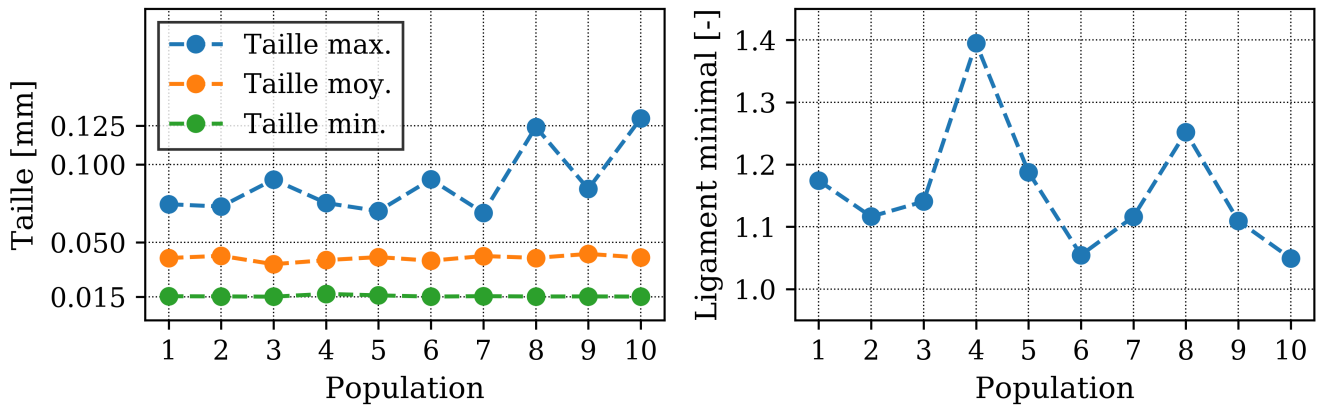 Taille [mm]
0.125
0.100
0.050
0.015
Taille max.
Taille moy.
Taille min.
1 2 3 4 5 6 7 8 9 10
Population
Ligament minimal [-]
1.4
1.3
1.2
1.1
1.0
1 2 3 4 5 6 7 8 9 10
Population